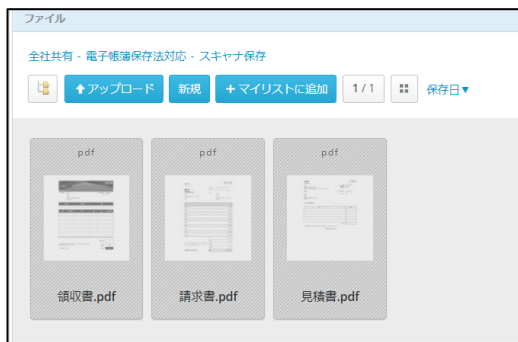 ファイル
全社共有 - 電子帳簿保存法対応 - スキャナ保存
アップロード 新規 +マイリストに追加 1 / 1 保存日▼
pdf pdf pdf
領収書.pdf 請求書.pdf 見積書.pdf